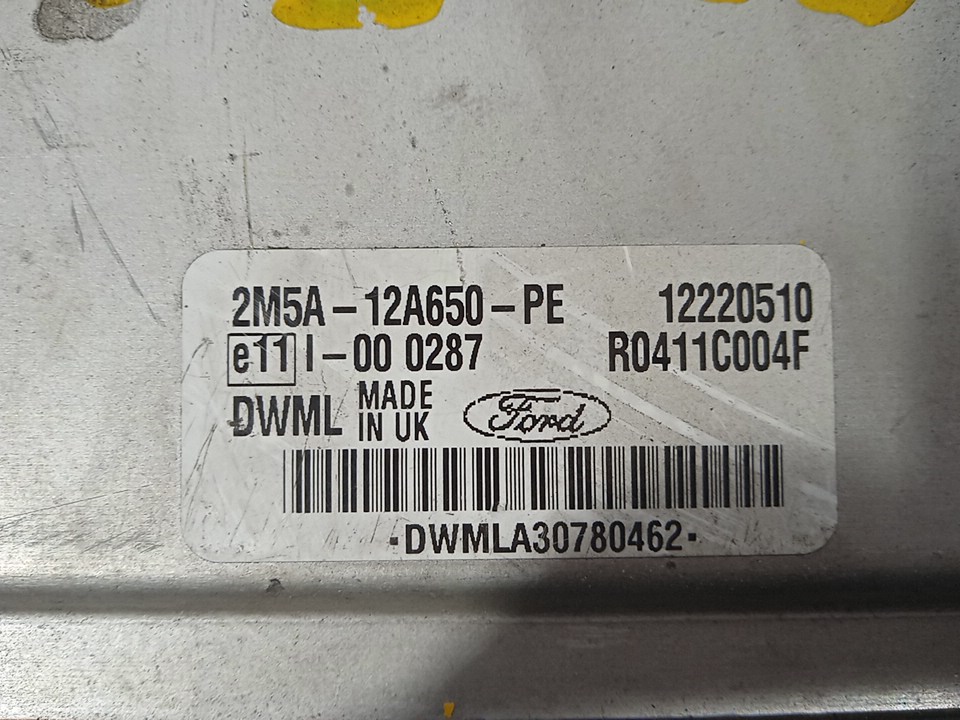 2M5A-12A650-PE 12220510
e11 I-00 0287 R0411C004F
DWML MADE IN UK Ford
·DWMLA30780462·